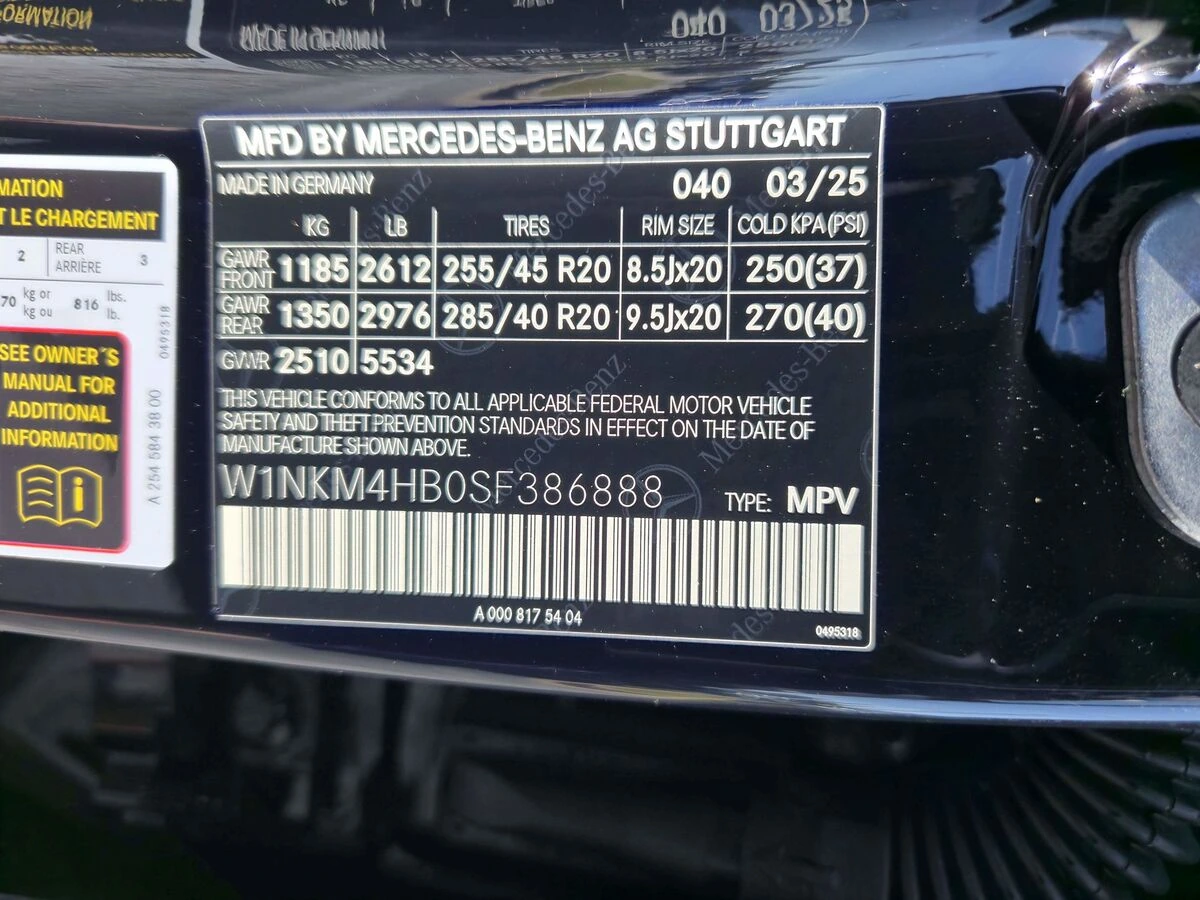 MATION
T LE CHARGEMENT
2 REAR ARRIÈRE 3
70 kg or kg ou 816 lbs. lb.
SEE OWNER´S
MANUAL FOR
ADDITIONAL
INFORMATION
0495318
A 254 584 38 00
MFD BY MERCEDES-BENZ AG STUTTGART
MADE IN GERMANY 040 03/25
KG LB TIRES RIM SIZE COLD KPA(PSI)
GAWR FRONT 1185 2612 255/45 R20 8.5Jx20 250(37)
GAWR REAR 1350 2976 285/40 R20 9.5Jx20 270(40)
GVWR 2510 5534
THIS VEHICLE CONFORMS TO ALL APPLICABLE FEDERAL MOTOR VEHICLE
SAFETY AND THEFT PREVENTION STANDARDS IN EFFECT ON THE DATE OF
MANUFACTURE SHOWN ABOVE.
W1NKM4HB0SF386888 TYPE: MPV
A 000 817 54 04
0495318